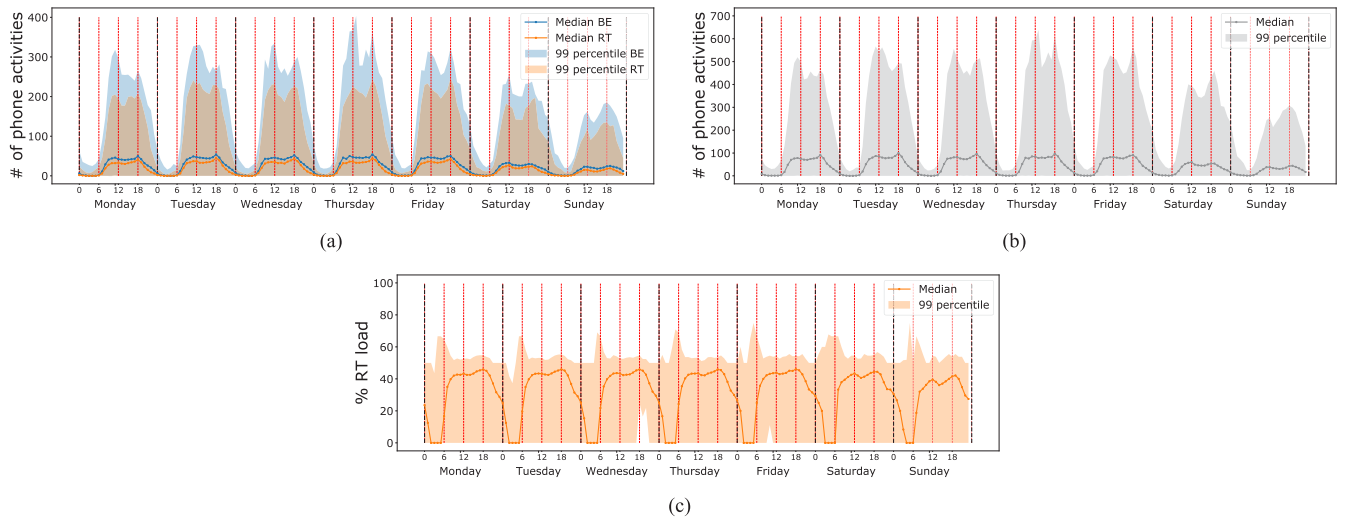 # of phone activities
400
300
200
100
0
Median BE
Median RT
99 percentile BE
99 percentile RT
0 6 12 18 0 6 12 18 0 6 12 18 0 6 12 18 0 6 12 18 0 6 12 18 0 6 12 18
Monday Tuesday Wednesday Thursday Friday Saturday Sunday
(a)
# of phone activities
700
600
500
400
300
200
100
0
Median
99 percentile
0 6 12 18 0 6 12 18 0 6 12 18 0 6 12 18 0 6 12 18 0 6 12 18 0 6 12 18
Monday Tuesday Wednesday Thursday Friday Saturday Sunday
(b)
% RT load
100
80
60
40
20
0
Median
99 percentile
0 6 12 18 0 6 12 18 0 6 12 18 0 6 12 18 0 6 12 18 0 6 12 18 0 6 12 18
Monday Tuesday Wednesday Thursday Friday Saturday Sunday
(c)